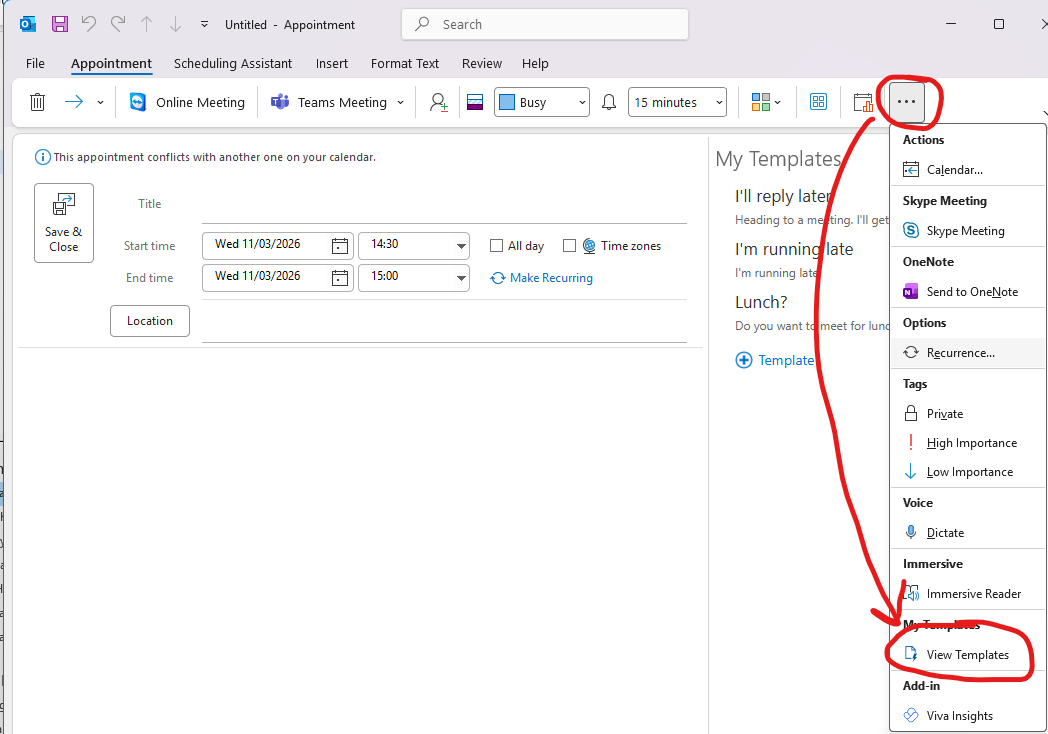 Untitled - Appointment
Search
File Appointment Scheduling Assistant Insert Format Text Review Help
Online Meeting Teams Meeting Busy 15 minutes ...
This appointment conflicts with another one on your calendar.
Save &
Close
Title
Start time Wed 11/03/2026 14:30 All day Time zones
End time Wed 11/03/2026 15:00 Make Recurring
Location
My Templates
I'll reply later
Heading to a meeting. I'll get
I'm running late
I'm running late
Lunch?
Do you want to meet for lunc
Template
Actions
Calendar...
Skype Meeting
Skype Meeting
OneNote
Send to OneNote
Options
Recurrence...
Tags
Private
High Importance
Low Importance
Voice
Dictate
Immersive
Immersive Reader
My Templates
View Templates
Add-in
Viva Insights